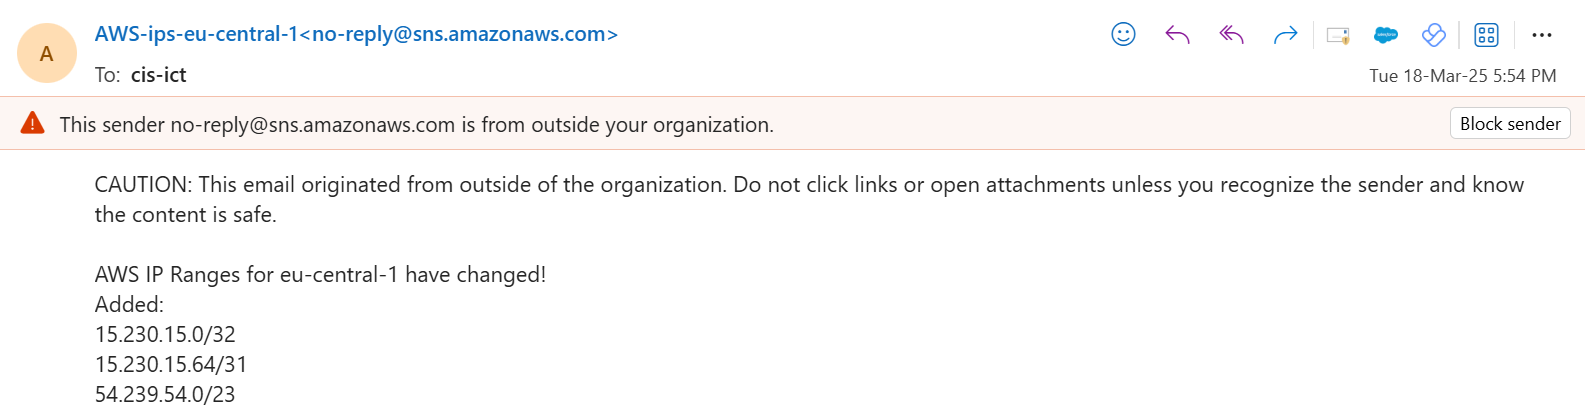 AWS-ips-eu-central-1<no-reply@sns.amazonaws.com>
A
To: cis-ict
Tue 18-Mar-25 5:54 PM
This sender no-reply@sns.amazonaws.com is from outside your organization.
Block sender
CAUTION: This email originated from outside of the organization. Do not click links or open attachments unless you recognize the sender and know
the content is safe.
AWS IP Ranges for eu-central-1 have changed!
Added:
15.230.15.0/32
15.230.15.64/31
54.239.54.0/23